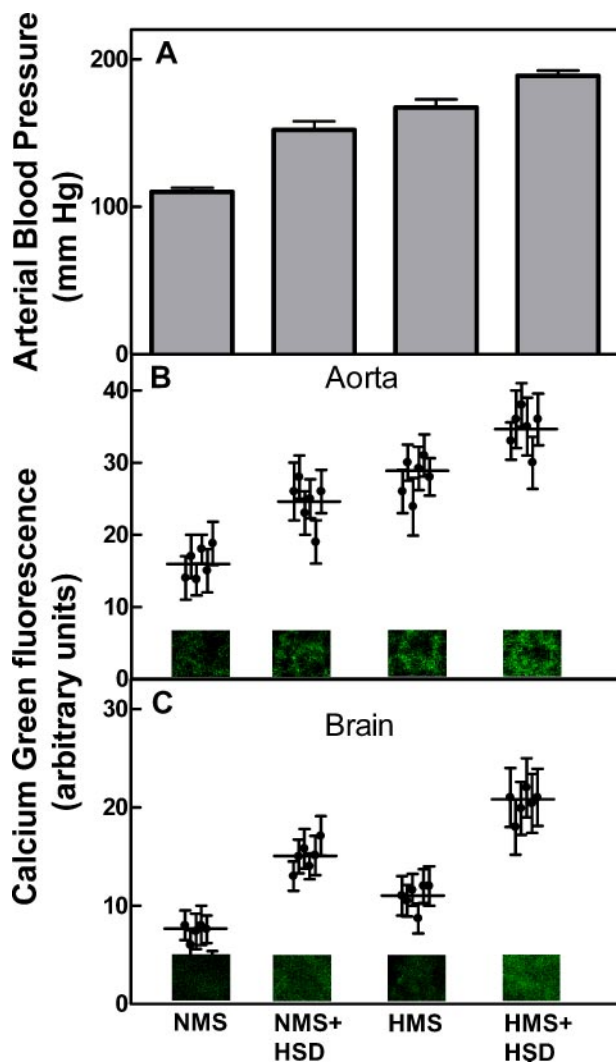 A
Arterial Blood Pressure
(mm Hg)
200
100
0
B
Aorta
40
30
20
10
0
Calcium Green fluorescence
(arbitrary units)
C
Brain
30
20
10
0
NMS
NMS+
HSD
HMS
HMS+
HSD